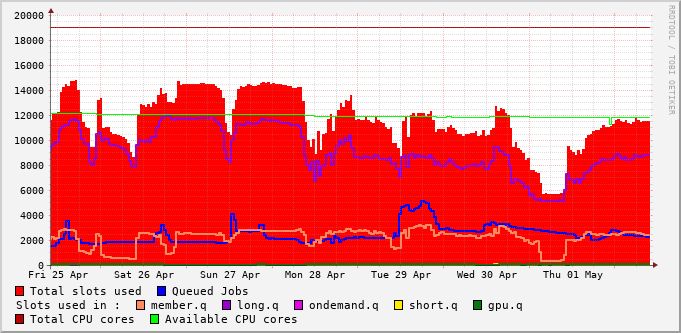 20000
18000
16000
14000
12000
10000
8000
6000
4000
2000
0
Fri 25 Apr Sat 26 Apr Sun 27 Apr Mon 28 Apr Tue 29 Apr Wed 30 Apr Thu 01 May
RRDTOOL / TOBI OETIKER
Total slots used Queued Jobs
Slots used in : member.q long.q ondemand.q short.q gpu.q
Total CPU cores Available CPU cores